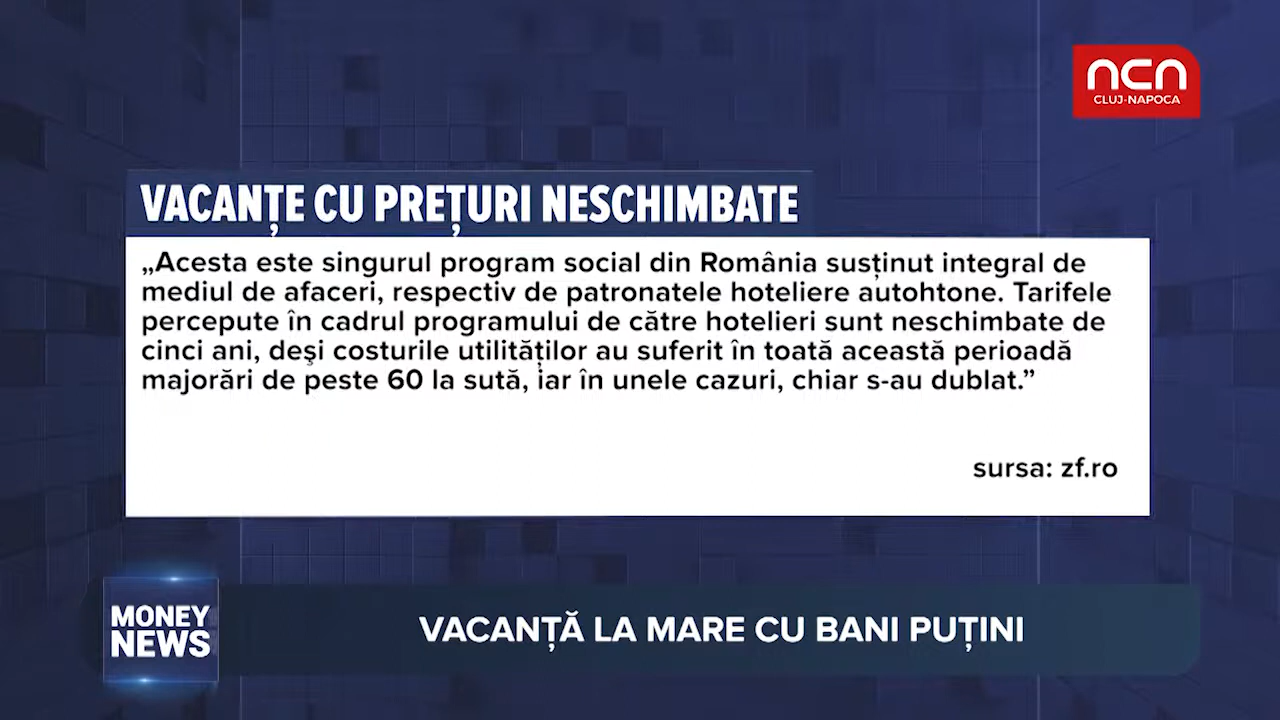 ncn
CLUJ-NAPOCA
VACANȚE CU PREȚURI NESCHIMBATE
„Acesta este singurul program social din România susținut integral de
mediul de afaceri, respectiv de patronatele hoteliere autohtone. Tarifele
percepute în cadrul programului de către hotelieri sunt neschimbate de
cinci ani, deşi costurile utilităților au suferit în toată această perioadă
majorări de peste 60 la sută, iar în unele cazuri, chiar s-au dublat.”
sursa: zf.ro
MONEY
NEWS
VACANȚĂ LA MARE CU BANI PUȚINI